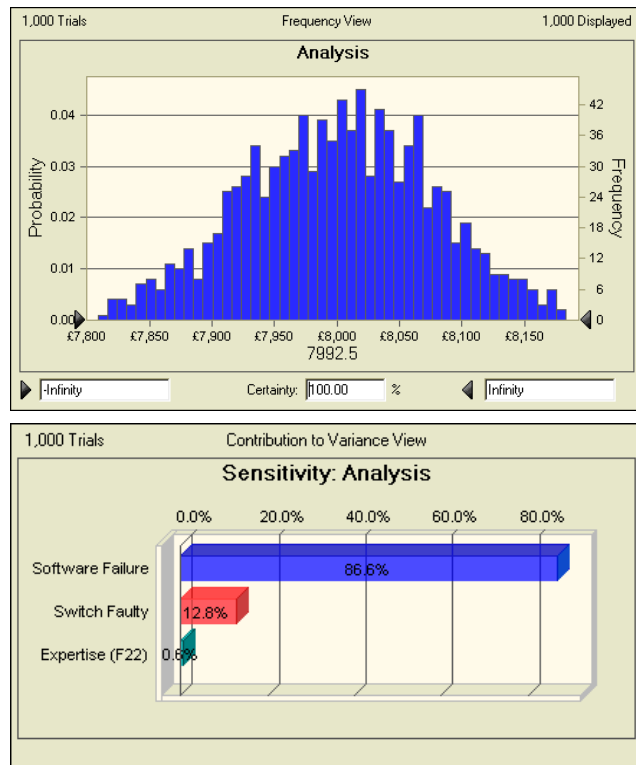 1,000 Trials Frequency View 1,000 Displayed
Analysis
Probability
Frequency
0.04 42
36
0.03 30
24
0.02
18
0.01 12
6
0.00 0
£7,800 £7,850 £7,900 £7,950 £8,000 £8,050 £8,100 £8,150
7992.5
-Infinity Certainty: 100.00 % Infinity
1,000 Trials Contribution to Variance View
Sensitivity: Analysis
0.0% 20.0% 40.0% 60.0% 80.0%
Software Failure 86.6%
Switch Faulty 12.8%
Expertise (F22) 0.6%